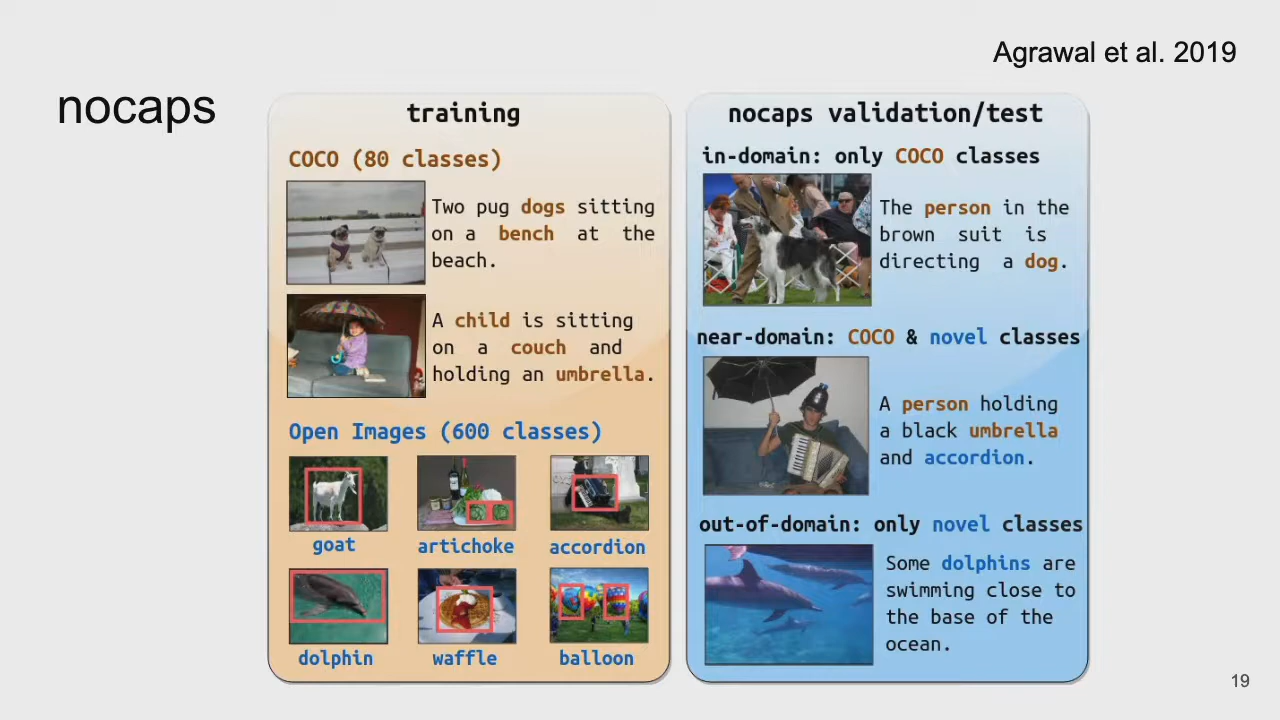 Agrawal et al. 2019
nocaps
training
COCO (80 classes)
Two pug dogs sitting
on a bench at the
beach.
A child is sitting
on a couch and
holding an umbrella.
Open Images (600 classes)
goat
artichoke
accordion
dolphin
waffle
balloon
nocaps validation/test
in-domain: only COCO classes
The person in the
brown suit is
directing a dog.
near-domain: COCO & novel classes
A person holding
a black umbrella
and accordion.
out-of-domain: only novel classes
Some dolphins are
swimming close to
the base of the
ocean.
19